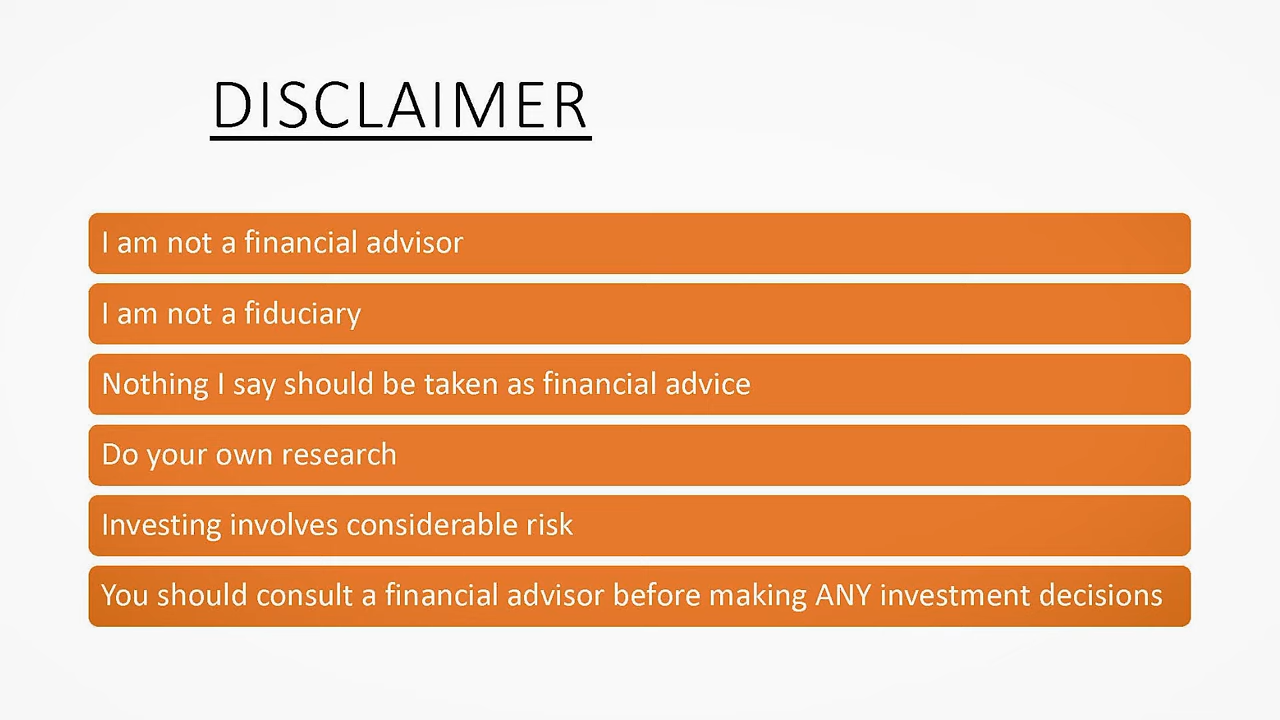 DISCLAIMER
I am not a financial advisor
I am not a fiduciary
Nothing I say should be taken as financial advice
Do your own research
Investing involves considerable risk
You should consult a financial advisor before making ANY investment decisions